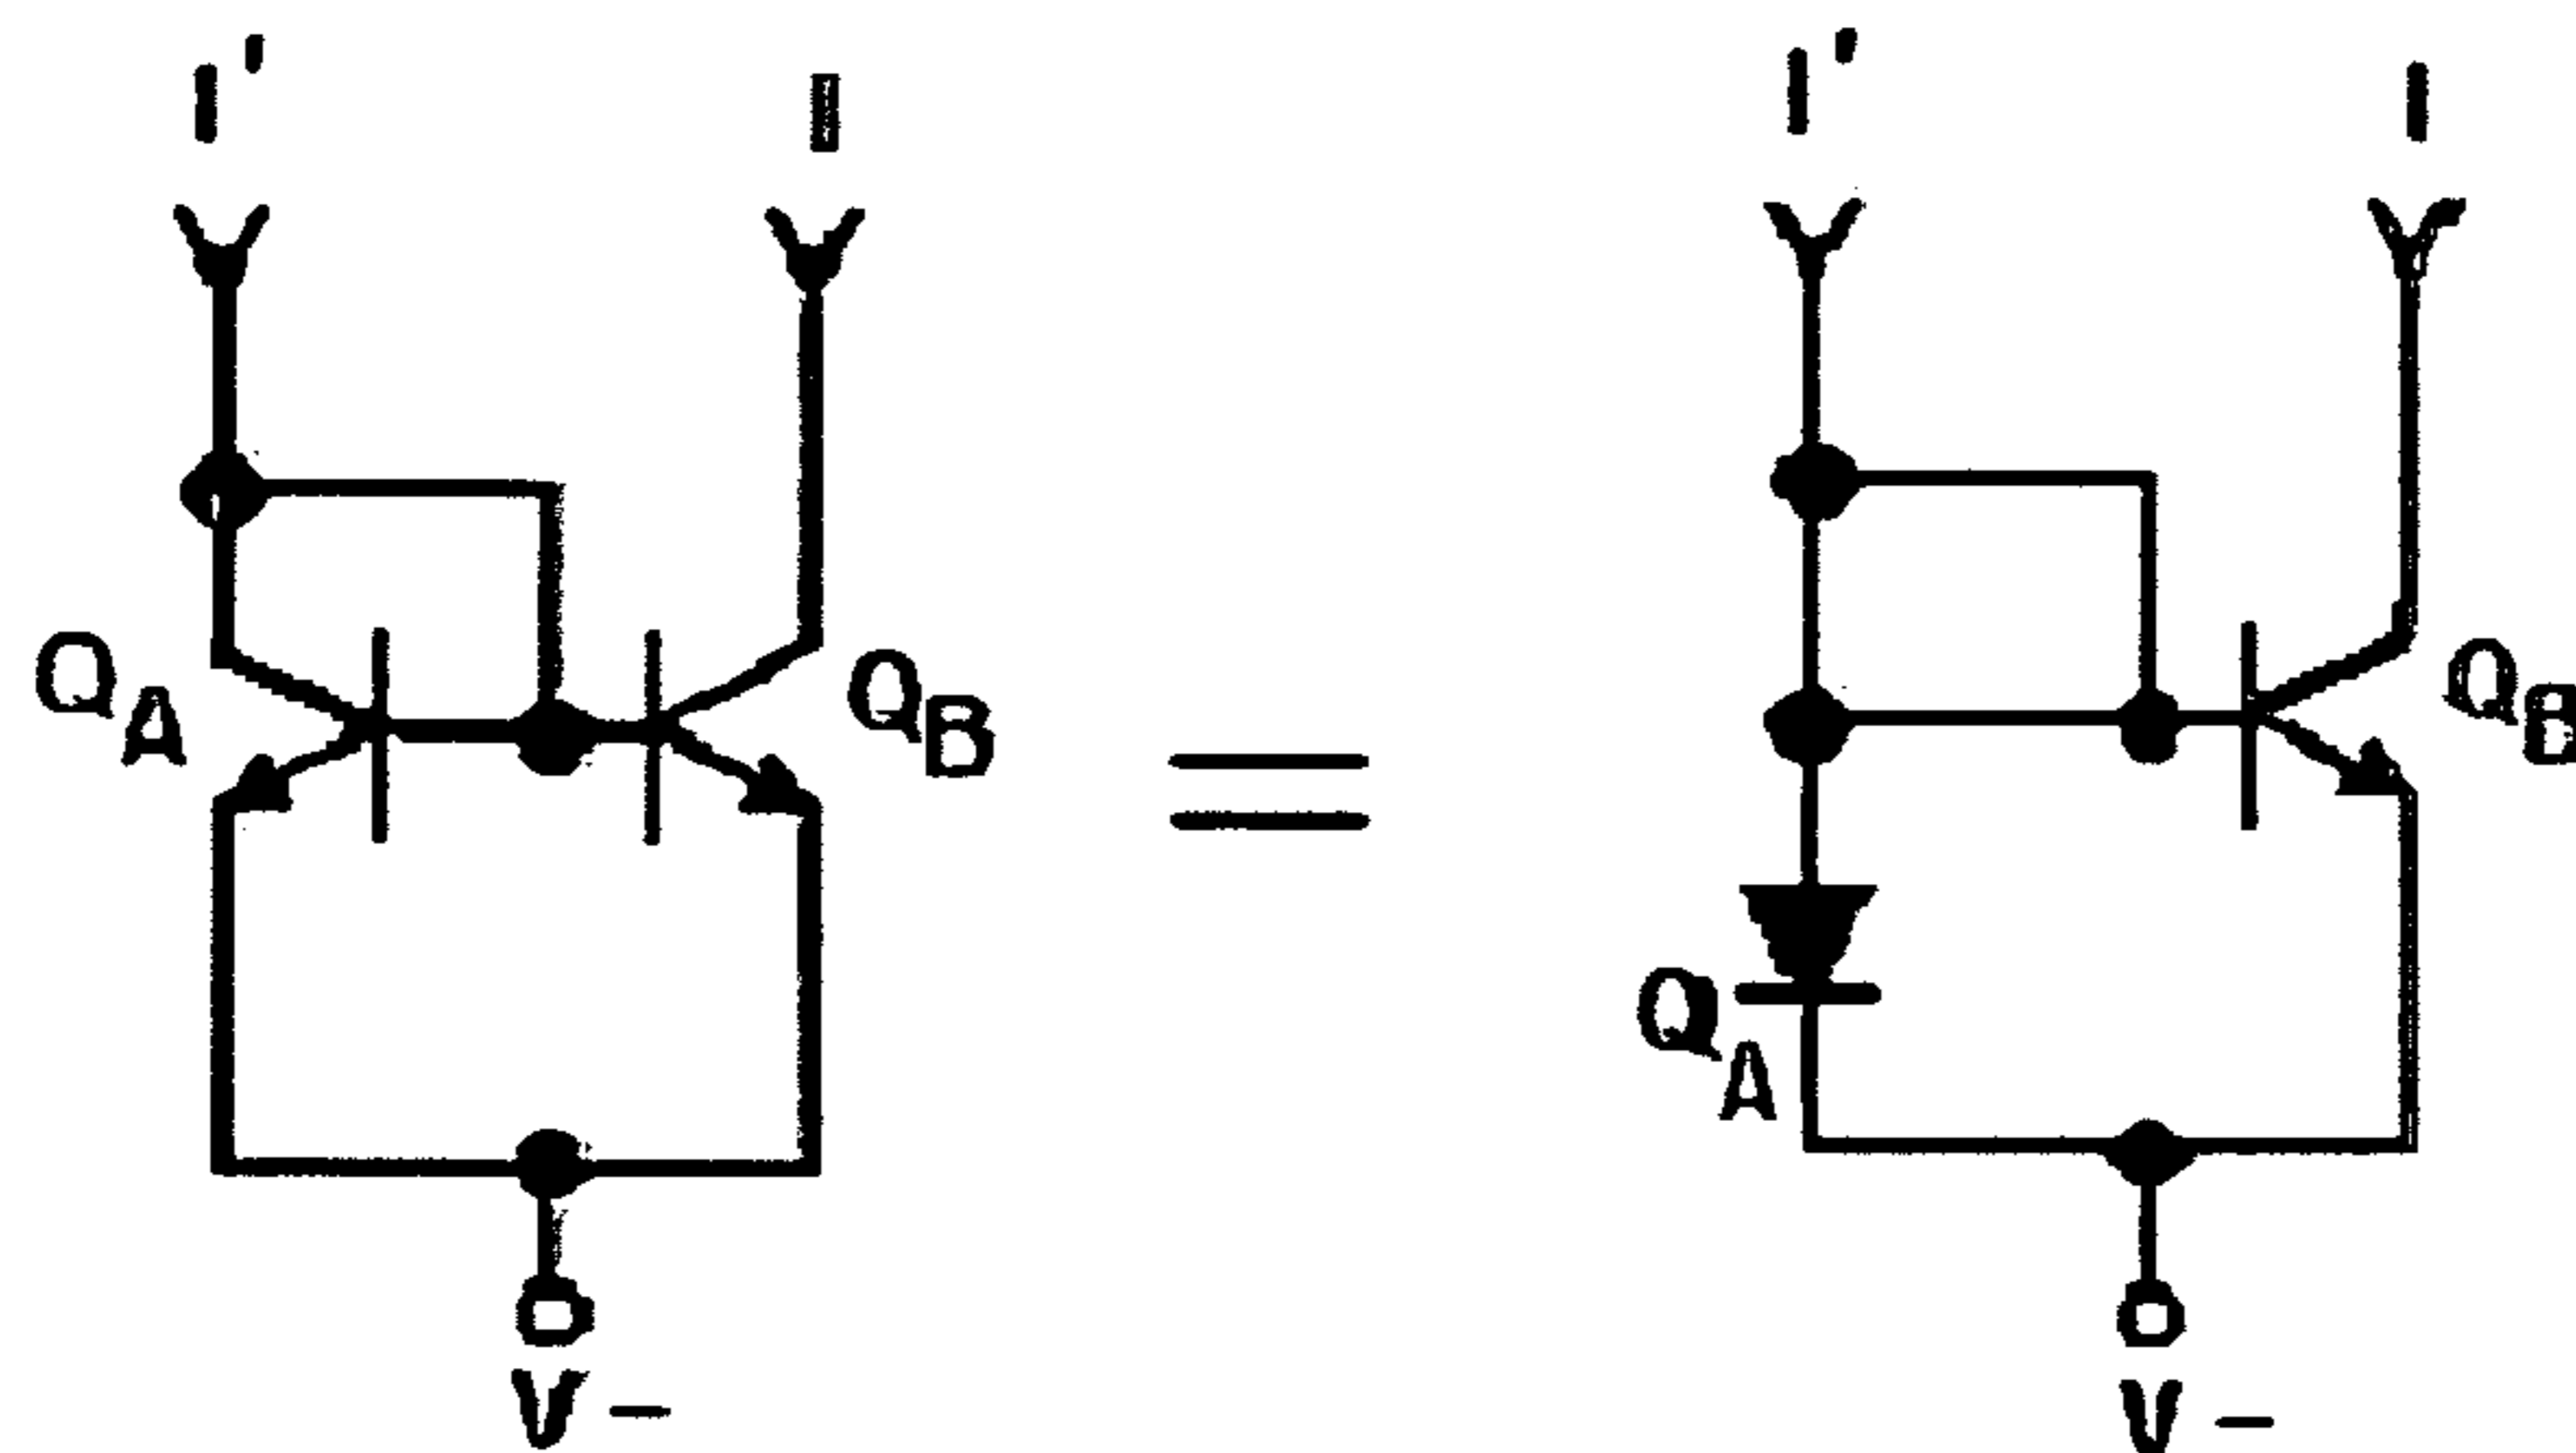 I' I I' I
Q_A Q_B Q_B
=
Q_A
V- V-